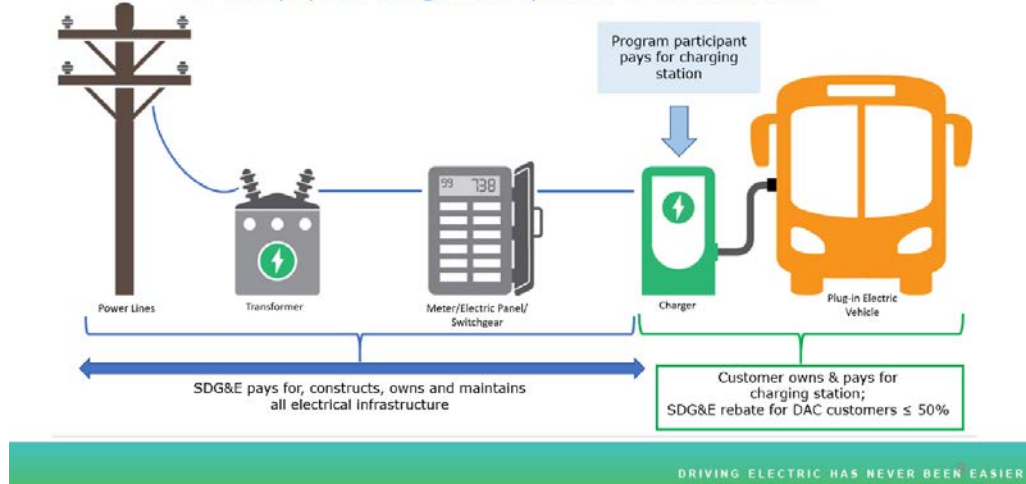 Program participant
pays for charging
station
99 738
Power Lines
Transformer
Meter/Electric Panel/
Switchgear
Charger
Plug-in Electric
Vehicle
SDG&E pays for, constructs, owns and maintains
all electrical infrastructure
Customer owns & pays for
charging station;
SDG&E rebate for DAC customers ≤ 50%
DRIVING ELECTRIC HAS NEVER BEEN EASIER